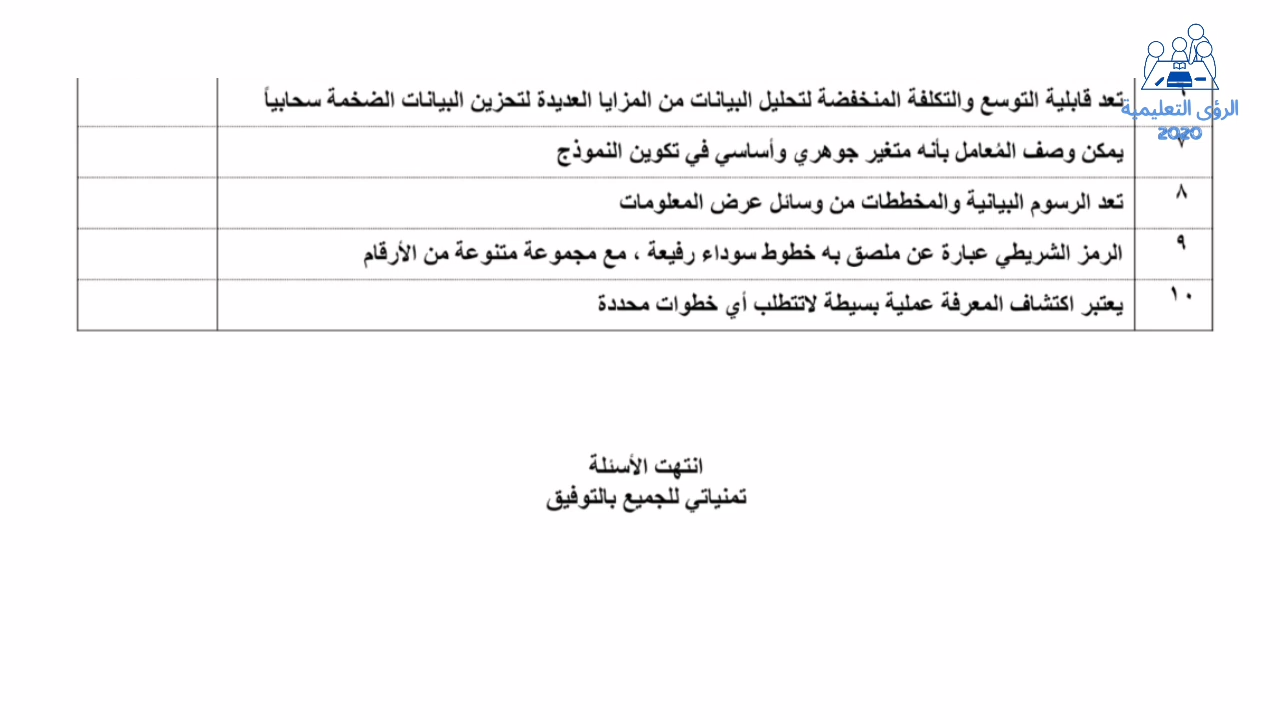 الرؤى التعليمية
2020
٦ تعد قابلية التوسع والتكلفة المنخفضة لتحليل البيانات من المزايا العديدة لتحزين البيانات الضخمة سحابياً
٧ يمكن وصف المُعامل بأنه متغير جوهري وأساسي في تكوين النموذج
٨ تعد الرسوم البيانية والمخططات من وسائل عرض المعلومات
٩ الرمز الشريطي عبارة عن ملصق به خطوط سوداء رفيعة ، مع مجموعة متنوعة من الأرقام
١٠ يعتبر اكتشاف المعرفة عملية بسيطة لاتتطلب أي خطوات محددة
انتهت الأسئلة
تمنياتي للجميع بالتوفيق